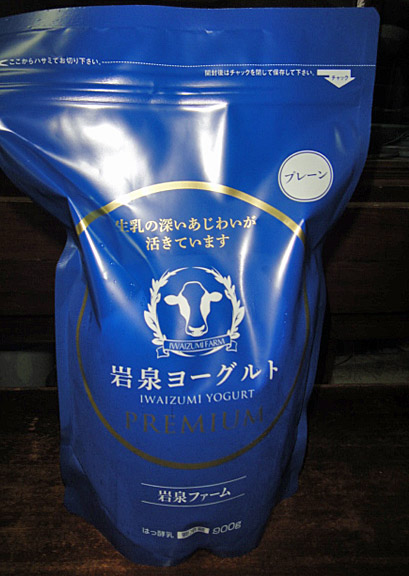 ここからハサミでお切り下さい。
開封後はチャックを閉じて保存して下さい。
チャック
プレーン
生乳の深いあじわいが
活きています
IWAIZUMI FARM
岩泉ヨーグルト
IWAIZUMI YOGURT
PREMIUM
岩泉ファーム
はっ酵乳
900g